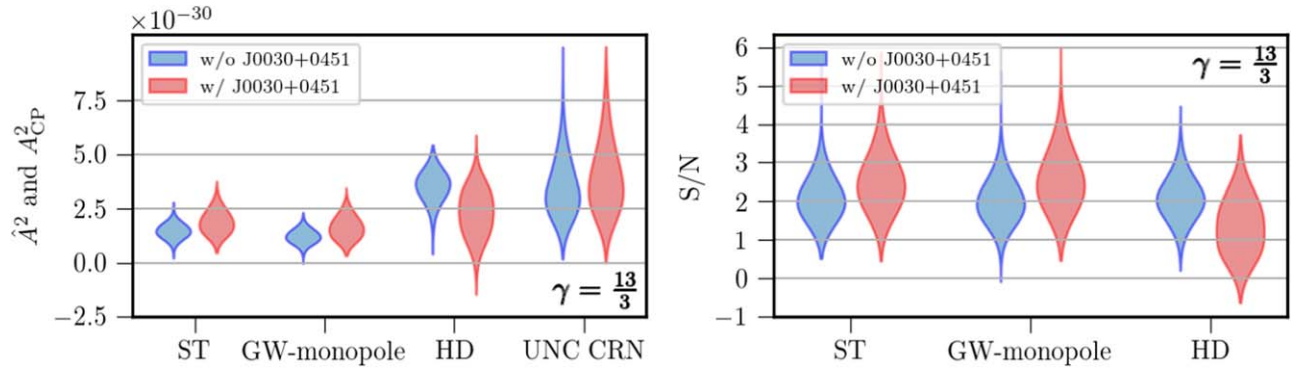 ×10⁻³⁰
w/o J0030+0451
w/ J0030+0451
7.5
5.0
2.5
0.0
−2.5
Â² and A²_CP
γ = 13/3
ST GW-monopole HD UNC CRN
w/o J0030+0451
w/ J0030+0451
γ = 13/3
6
5
4
3
2
1
0
−1
S/N
ST GW-monopole HD